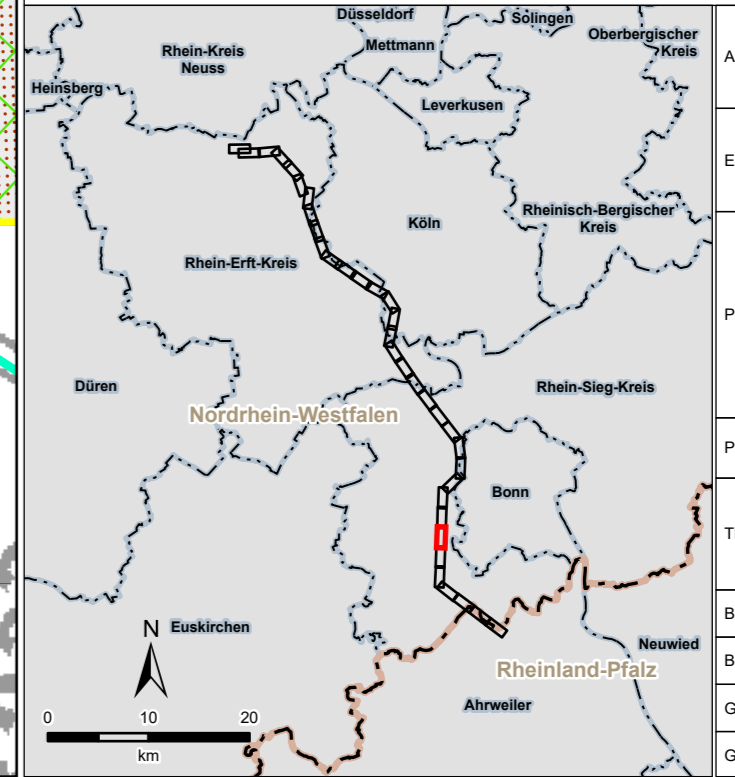 Düsseldorf
Solingen
Mettmann
Oberbergischer
Kreis
Rhein-Kreis
Neuss
Heinsberg
Leverkusen
Köln
Rheinisch-Bergischer
Kreis
Rhein-Erft-Kreis
Düren
Rhein-Sieg-Kreis
Nordrhein-Westfalen
Bonn
N
Euskirchen
Neuwied
Rheinland-Pfalz
Ahrweiler
0 10 20
km
A
E
P
P
B
B
G
G